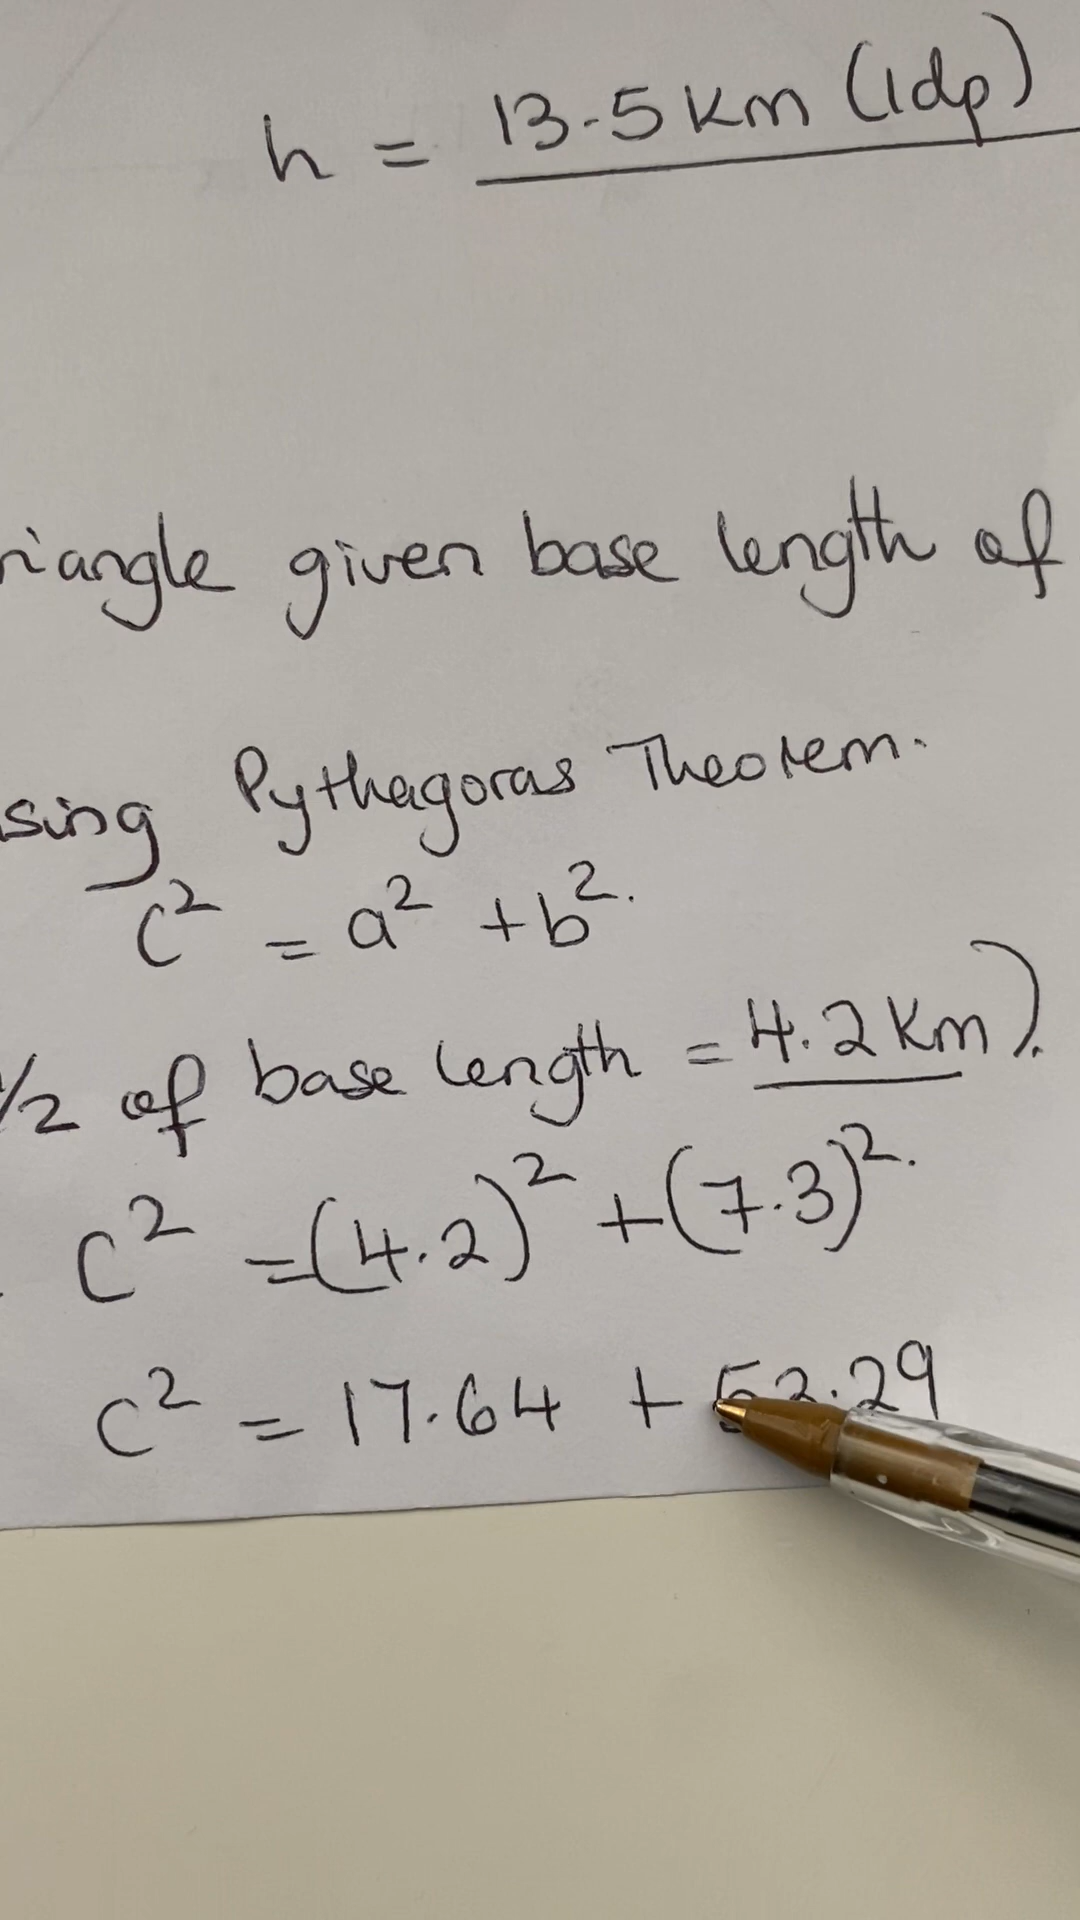 h = 13.5 km (1dp)
riangle given base length of
sing Pythagoras Theorem.
c² = a² + b².
1/2 of base length = 4.2 km).
c² = (4.2)² + (7.3)².
c² = 17.64 + 53.29